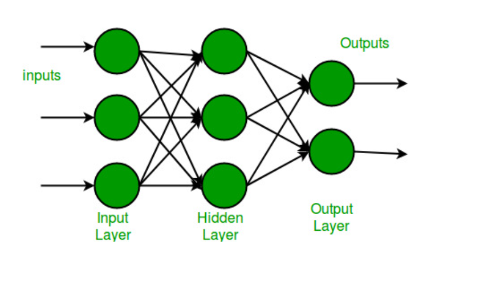 Outputs
inputs
Input
Layer
Hidden
Layer
Output
Layer